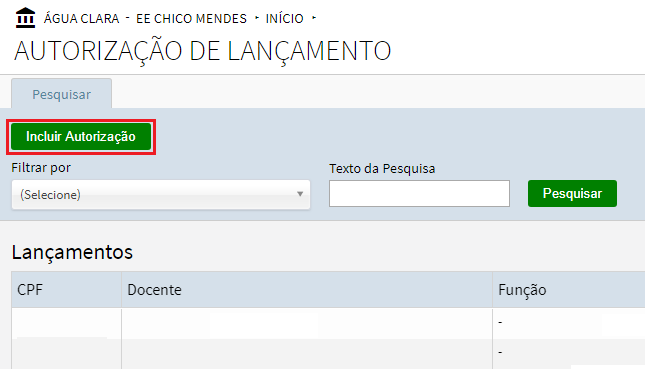 ÁGUA CLARA - EE CHICO MENDES ▸ INÍCIO ▸
AUTORIZAÇÃO DE LANÇAMENTO
Pesquisar
Incluir Autorização
Filtrar por Texto da Pesquisa
(Selecione) Pesquisar
Lançamentos
CPF Docente Função
-
-